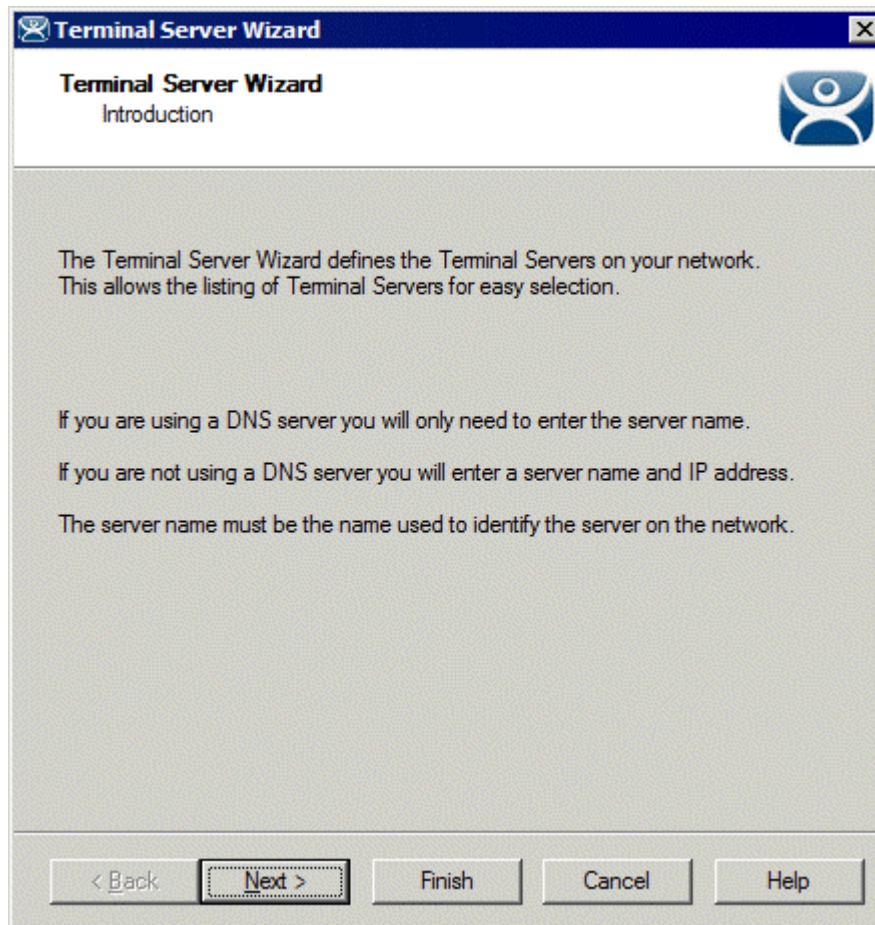 Terminal Server Wizard
Terminal Server Wizard
Introduction
The Terminal Server Wizard defines the Terminal Servers on your network.
This allows the listing of Terminal Servers for easy selection.
If you are using a DNS server you will only need to enter the server name.
If you are not using a DNS server you will enter a server name and IP address.
The server name must be the name used to identify the server on the network.
< Back Next > Finish Cancel Help